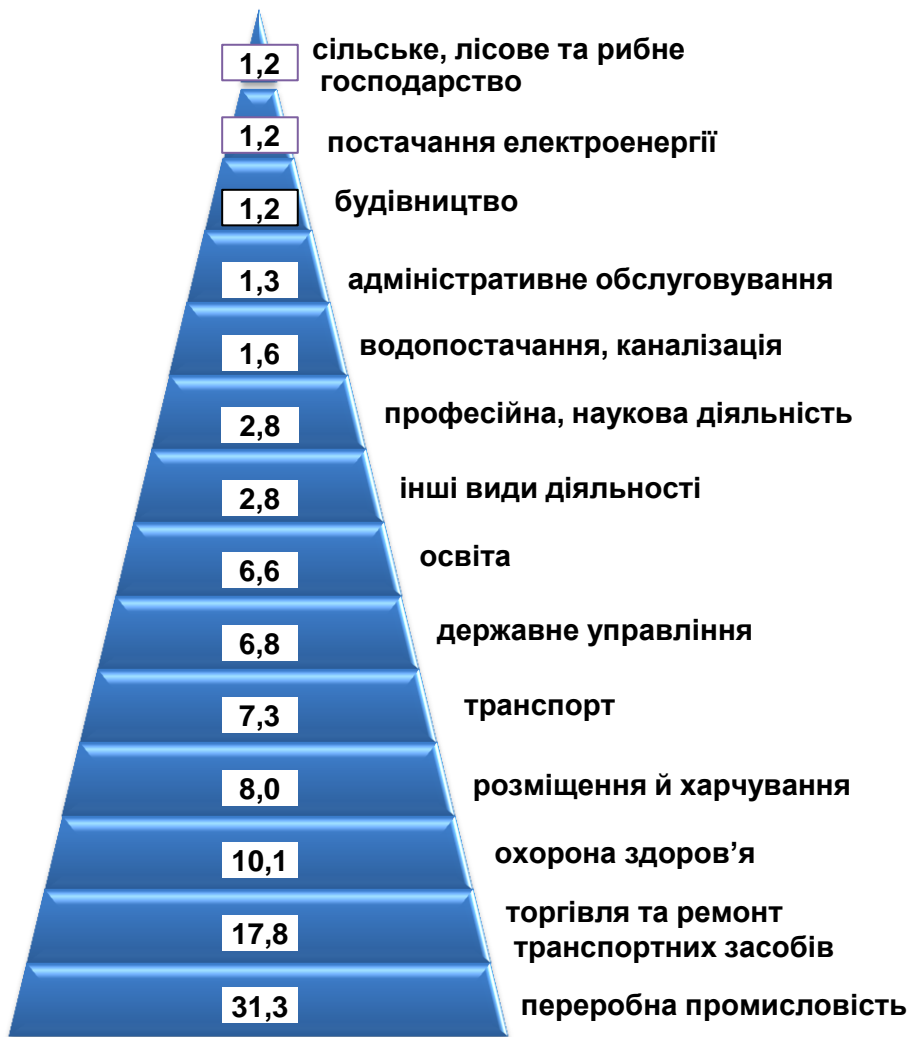 1,2 сільське, лісове та рибне
господарство
1,2 постачання електроенергії
1,2 будівництво
1,3 адміністративне обслуговування
1,6 водопостачання, каналізація
2,8 професійна, наукова діяльність
2,8 інші види діяльності
6,6 освіта
6,8 державне управління
7,3 транспорт
8,0 розміщення й харчування
10,1 охорона здоров’я
17,8 торгівля та ремонт
транспортних засобів
31,3 переробна промисловість